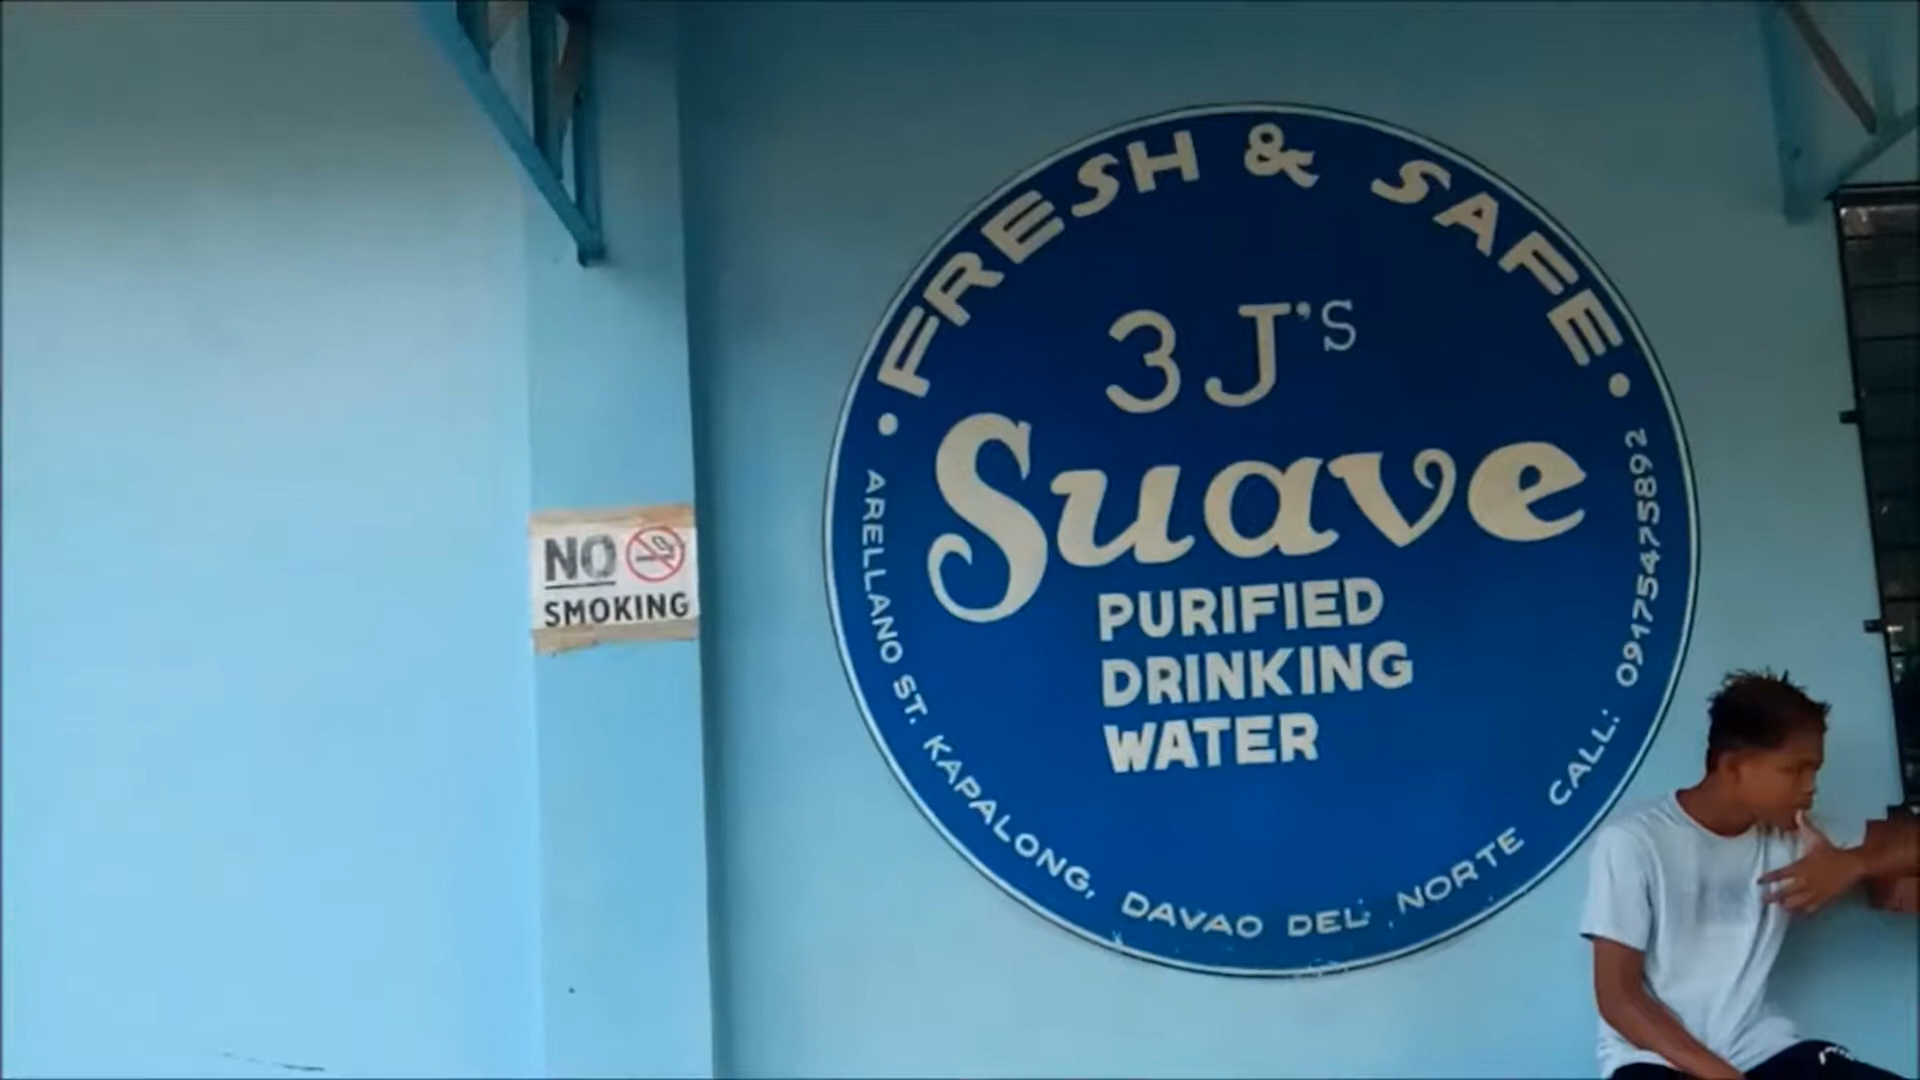 NO
SMOKING
• FRESH & SAFE •
3 J'S
Suave
PURIFIED
DRINKING
WATER
ARELLANO ST. KAPALONG, DAVAO DEL NORTE CALL: 09175475892